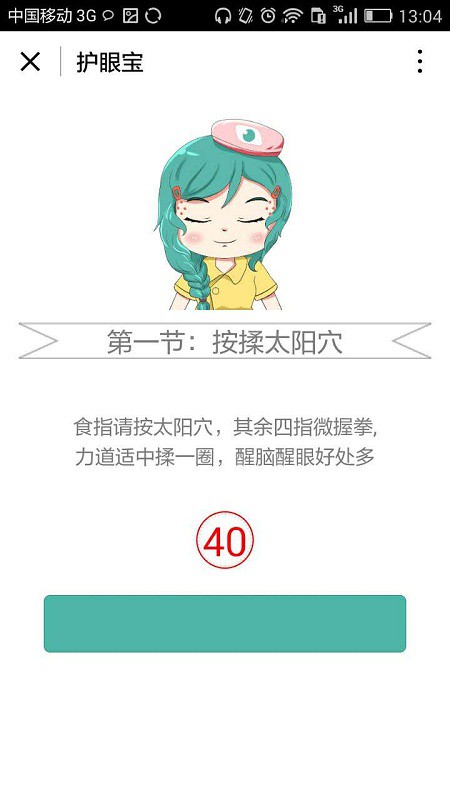 中国移动 3G 3G 13:04
护眼宝
第一节：按揉太阳穴
食指请按太阳穴，其余四指微握拳,
力道适中揉一圈，醒脑醒眼好处多
40